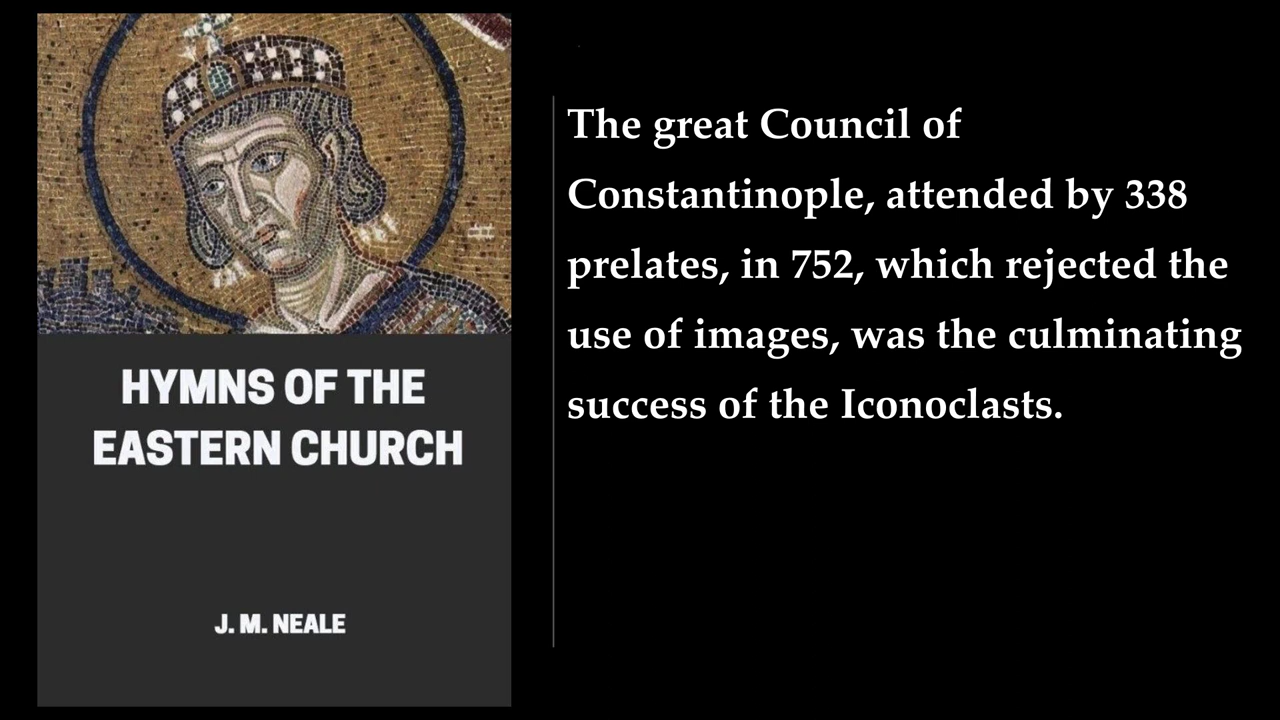 HYMNS OF THE
EASTERN CHURCH
J. M. NEALE
The great Council of
Constantinople, attended by 338
prelates, in 752, which rejected the
use of images, was the culminating
success of the Iconoclasts.